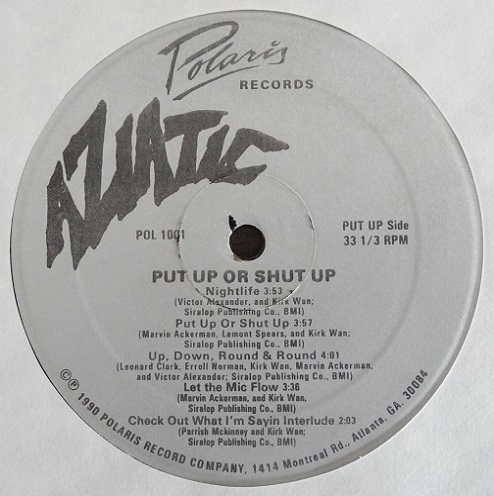 Polaris
RECORDS
AZIATIC
POL 1001
PUT UP Side
33 1/3 RPM
PUT UP OR SHUT UP
Nightlife 3:53
(Victor Alexander, and Kirk Wan;
Siralop Publishing Co., BMI)
Put Up Or Shut Up 3:57
(Marvin Ackerman, Lamont Spears, and Kirk Wan;
Siralop Publishing Co., BMI)
Up, Down, Round & Round 4:01
(Leonard Clark, Erroll Norman, Kirk Wan, Marvin Ackerman,
and Victor Alexander; Siralop Publishing Co., BMI)
Let the Mic Flow 3:36
(Marvin Ackerman, and Kirk Wan,
Siralop Publishing Co., BMI)
Check Out What I'm Sayin Interlude 2:03
(Parrish Mckinney and Kirk Wan;
Siralop Publishing Co., BMI)
©℗ 1990 POLARIS RECORD COMPANY, 1414 Montreal Rd., Atlanta, GA. 30084